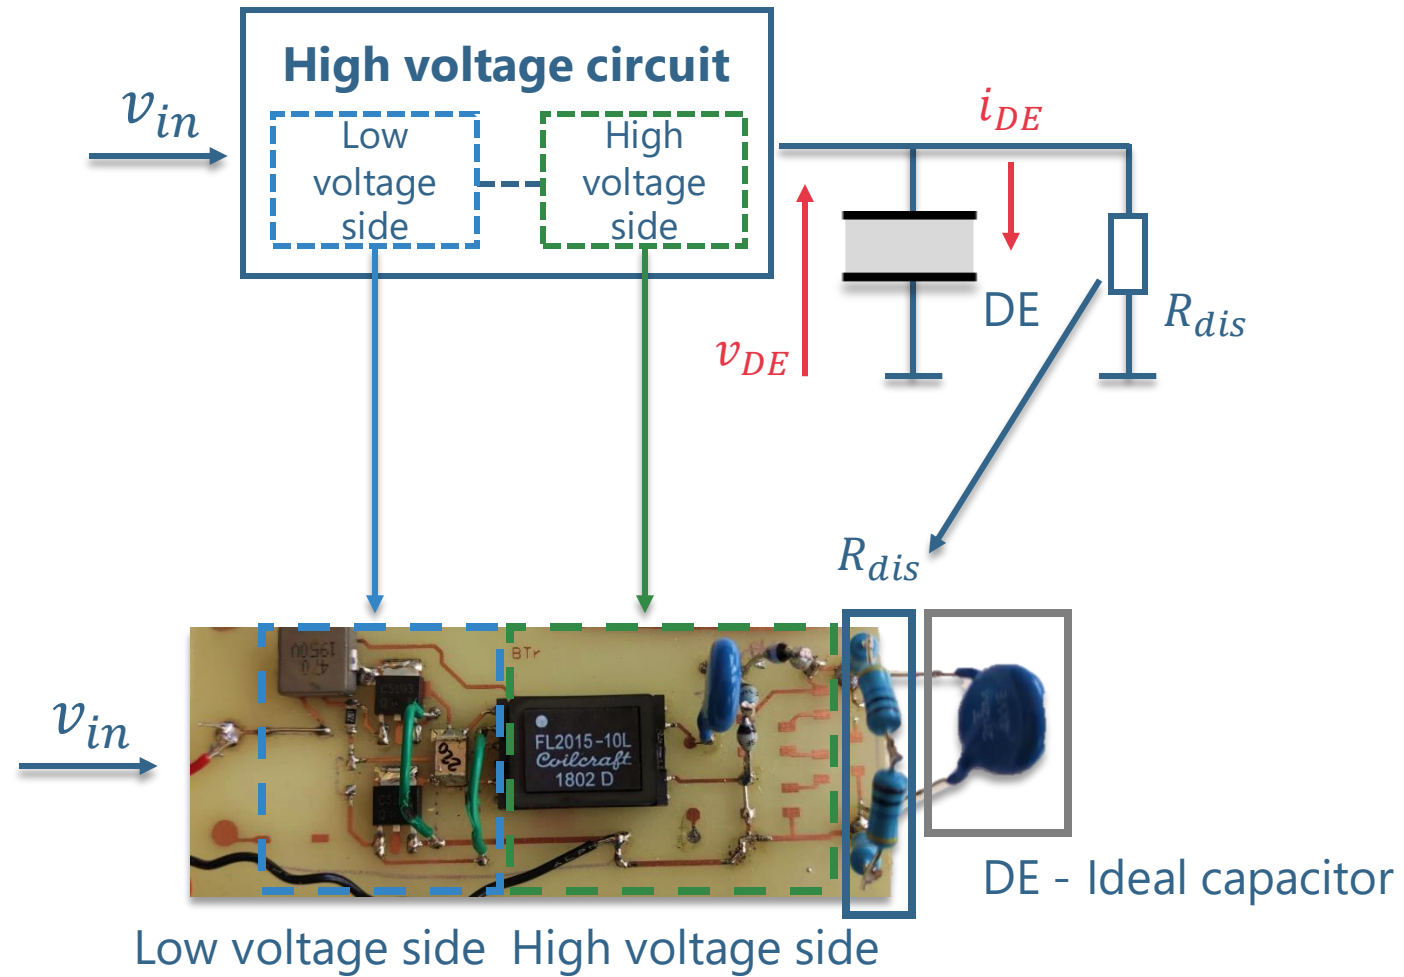 High voltage circuit
v_in
Low
voltage
side
High
voltage
side
i_DE
DE
R_dis
v_DE
R_dis
v_in
BTr
FL2015-10L
Coilcraft
1802 D
022
DE - Ideal capacitor
Low voltage side High voltage side